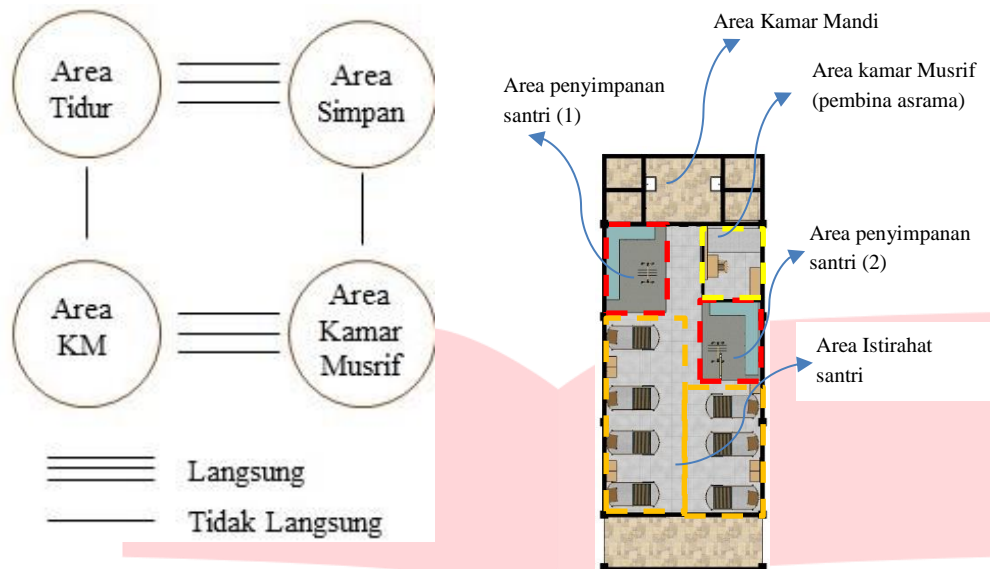 Area
Tidur
Area
Simpan
Area
KM
Area
Kamar
Musrif
Langsung
Tidak Langsung
Area Kamar Mandi
Area penyimpanan
santri (1)
Area kamar Musrif
(pembina asrama)
Area penyimpanan
santri (2)
Area Istirahat
santri